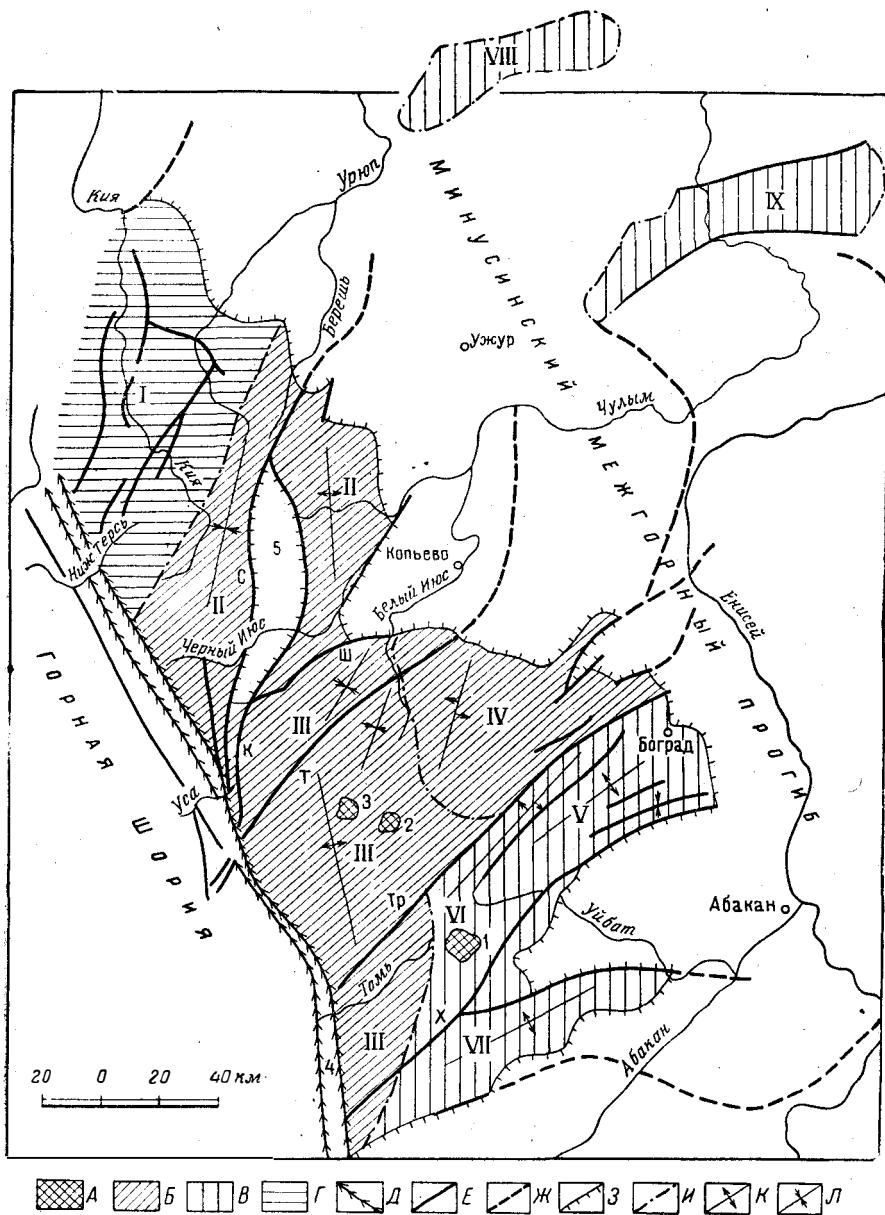 VIII
МИНУСИНСКИЙ МЕЖГОРНЫЙ ПРОГИБ
Кия
Урюп
IX
Берешь
Ужур
Чулым
I
Кия
II
5
Копьево
Ниж Терсь
С
II
Белый Июс
Енисей
Черный Июс
Ш
ГОРНАЯ ШОРИЯ
III
IV
К
Боград
Т
Уса
3
2
V
III
Тр
VI
Абакан
1
Уйбат
Томь
X
III
VII
Абакан
4
20 0 20 40 км
А Б В Г Д Е Ж З И К Л